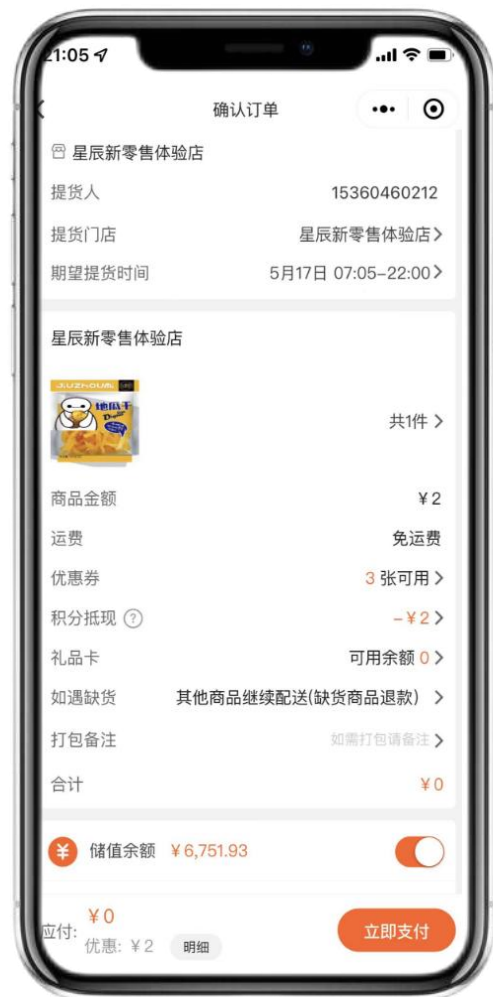 21:05
确认订单
星辰新零售体验店
提货人 15360460212
提货门店 星辰新零售体验店
期望提货时间 5月17日 07:05-22:00
星辰新零售体验店
JIUZHOUMI
地瓜干
共1件
商品金额 ¥2
运费 免运费
优惠券 3 张可用
积分抵现 ? -¥2
礼品卡 可用余额 0
如遇缺货 其他商品继续配送(缺货商品退款)
打包备注 如需打包请备注
合计 ¥0
¥ 储值余额 ¥6,751.93
应付: ¥0
优惠: ¥2 明细
立即支付